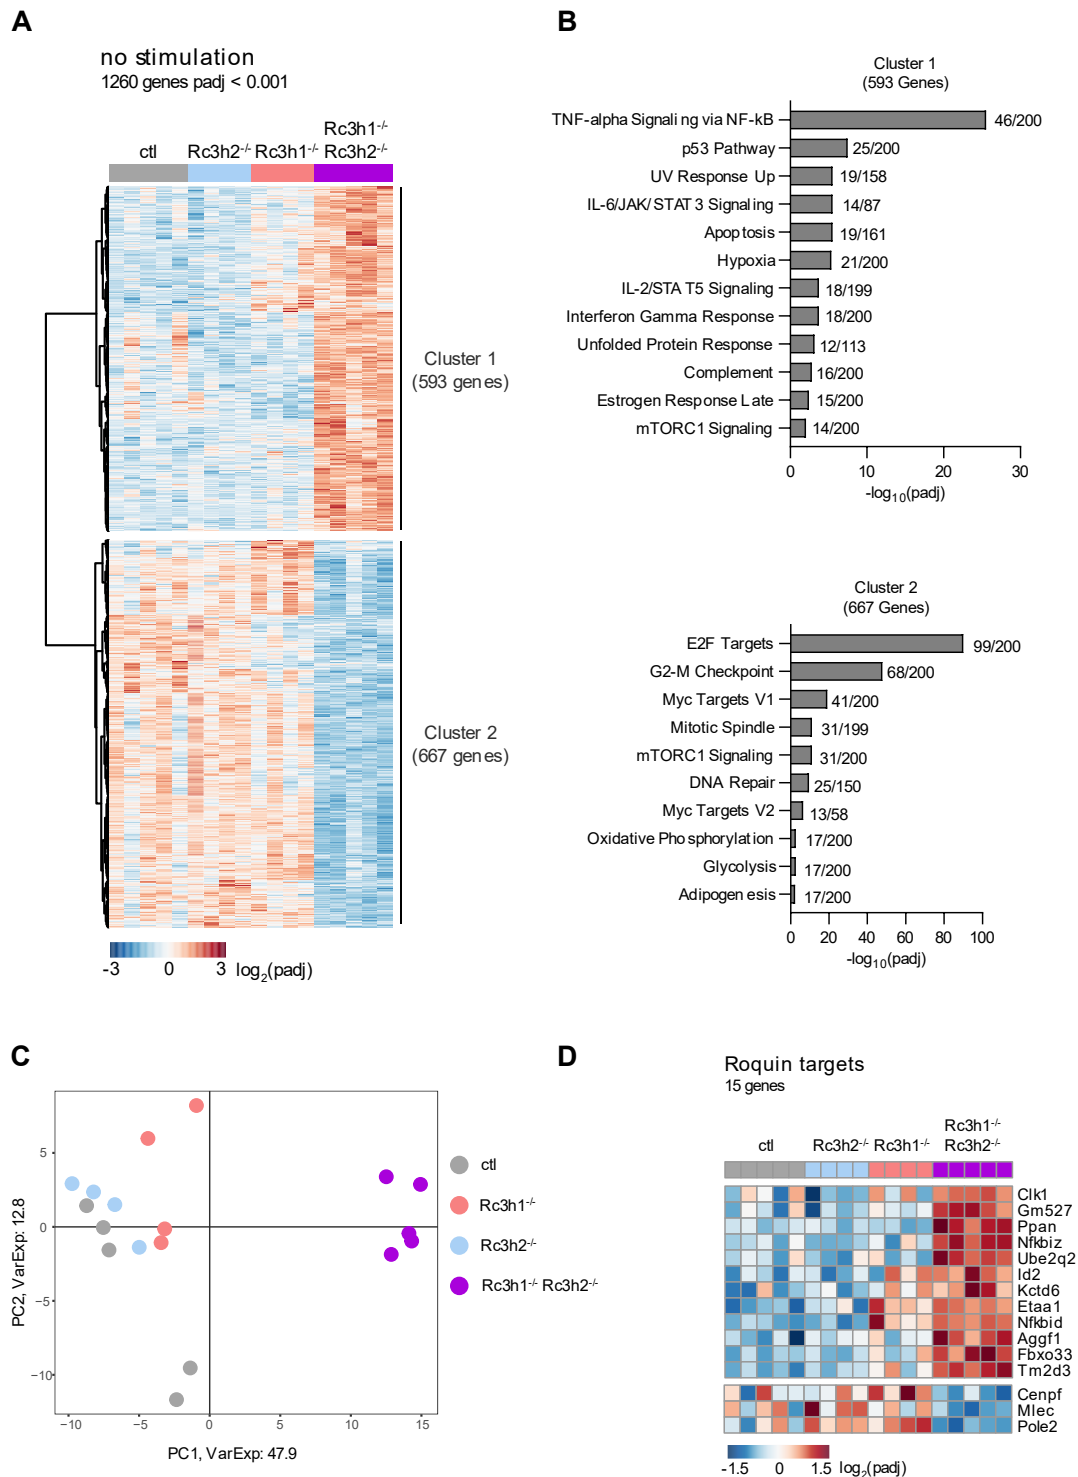 A
no stimulation
1260 genes padj < 0.001
ctl
Rc3h2-/-
Rc3h1-/-
Rc3h1-/-
Rc3h2-/-
Cluster 1
(593 genes)
Cluster 2
(667 genes)
-3 0 3 log2(padj)
B
Cluster 1
(593 Genes)
TNF-alpha Signaling via NF-kB 46/200
p53 Pathway 25/200
UV Response Up 19/158
IL-6/JAK/STAT3 Signaling 14/87
Apoptosis 19/161
Hypoxia 21/200
IL-2/STAT5 Signaling 18/199
Interferon Gamma Response 18/200
Unfolded Protein Response 12/113
Complement 16/200
Estrogen Response Late 15/200
mTORC1 Signaling 14/200
0 10 20 30
-log10(padj)
Cluster 2
(667 Genes)
E2F Targets 99/200
G2-M Checkpoint 68/200
Myc Targets V1 41/200
Mitotic Spindle 31/199
mTORC1 Signaling 31/200
DNA Repair 25/150
Myc Targets V2 13/58
Oxidative Phosphorylation 17/200
Glycolysis 17/200
Adipogenesis 17/200
0 20 40 60 80 100
-log10(padj)
C
PC2, VarExp: 12.8
5
0
−5
−10
−10 −5 0 5 10 15
PC1, VarExp: 47.9
ctl
Rc3h1-/-
Rc3h2-/-
Rc3h1-/- Rch3h2-/-
D
Roquin targets
15 genes
ctl
Rc3h2-/-
Rc3h1-/-
Rc3h1-/-
Rc3h2-/-
Clk1
Gm527
Ppan
Nfkbiz
Ube2q2
Id2
Kctd6
Etaa1
Nfkbid
Aggf1
Fbxo33
Tm2d3
Cenpf
Mlec
Pole2
-1.5 0 1.5 log2(padj)